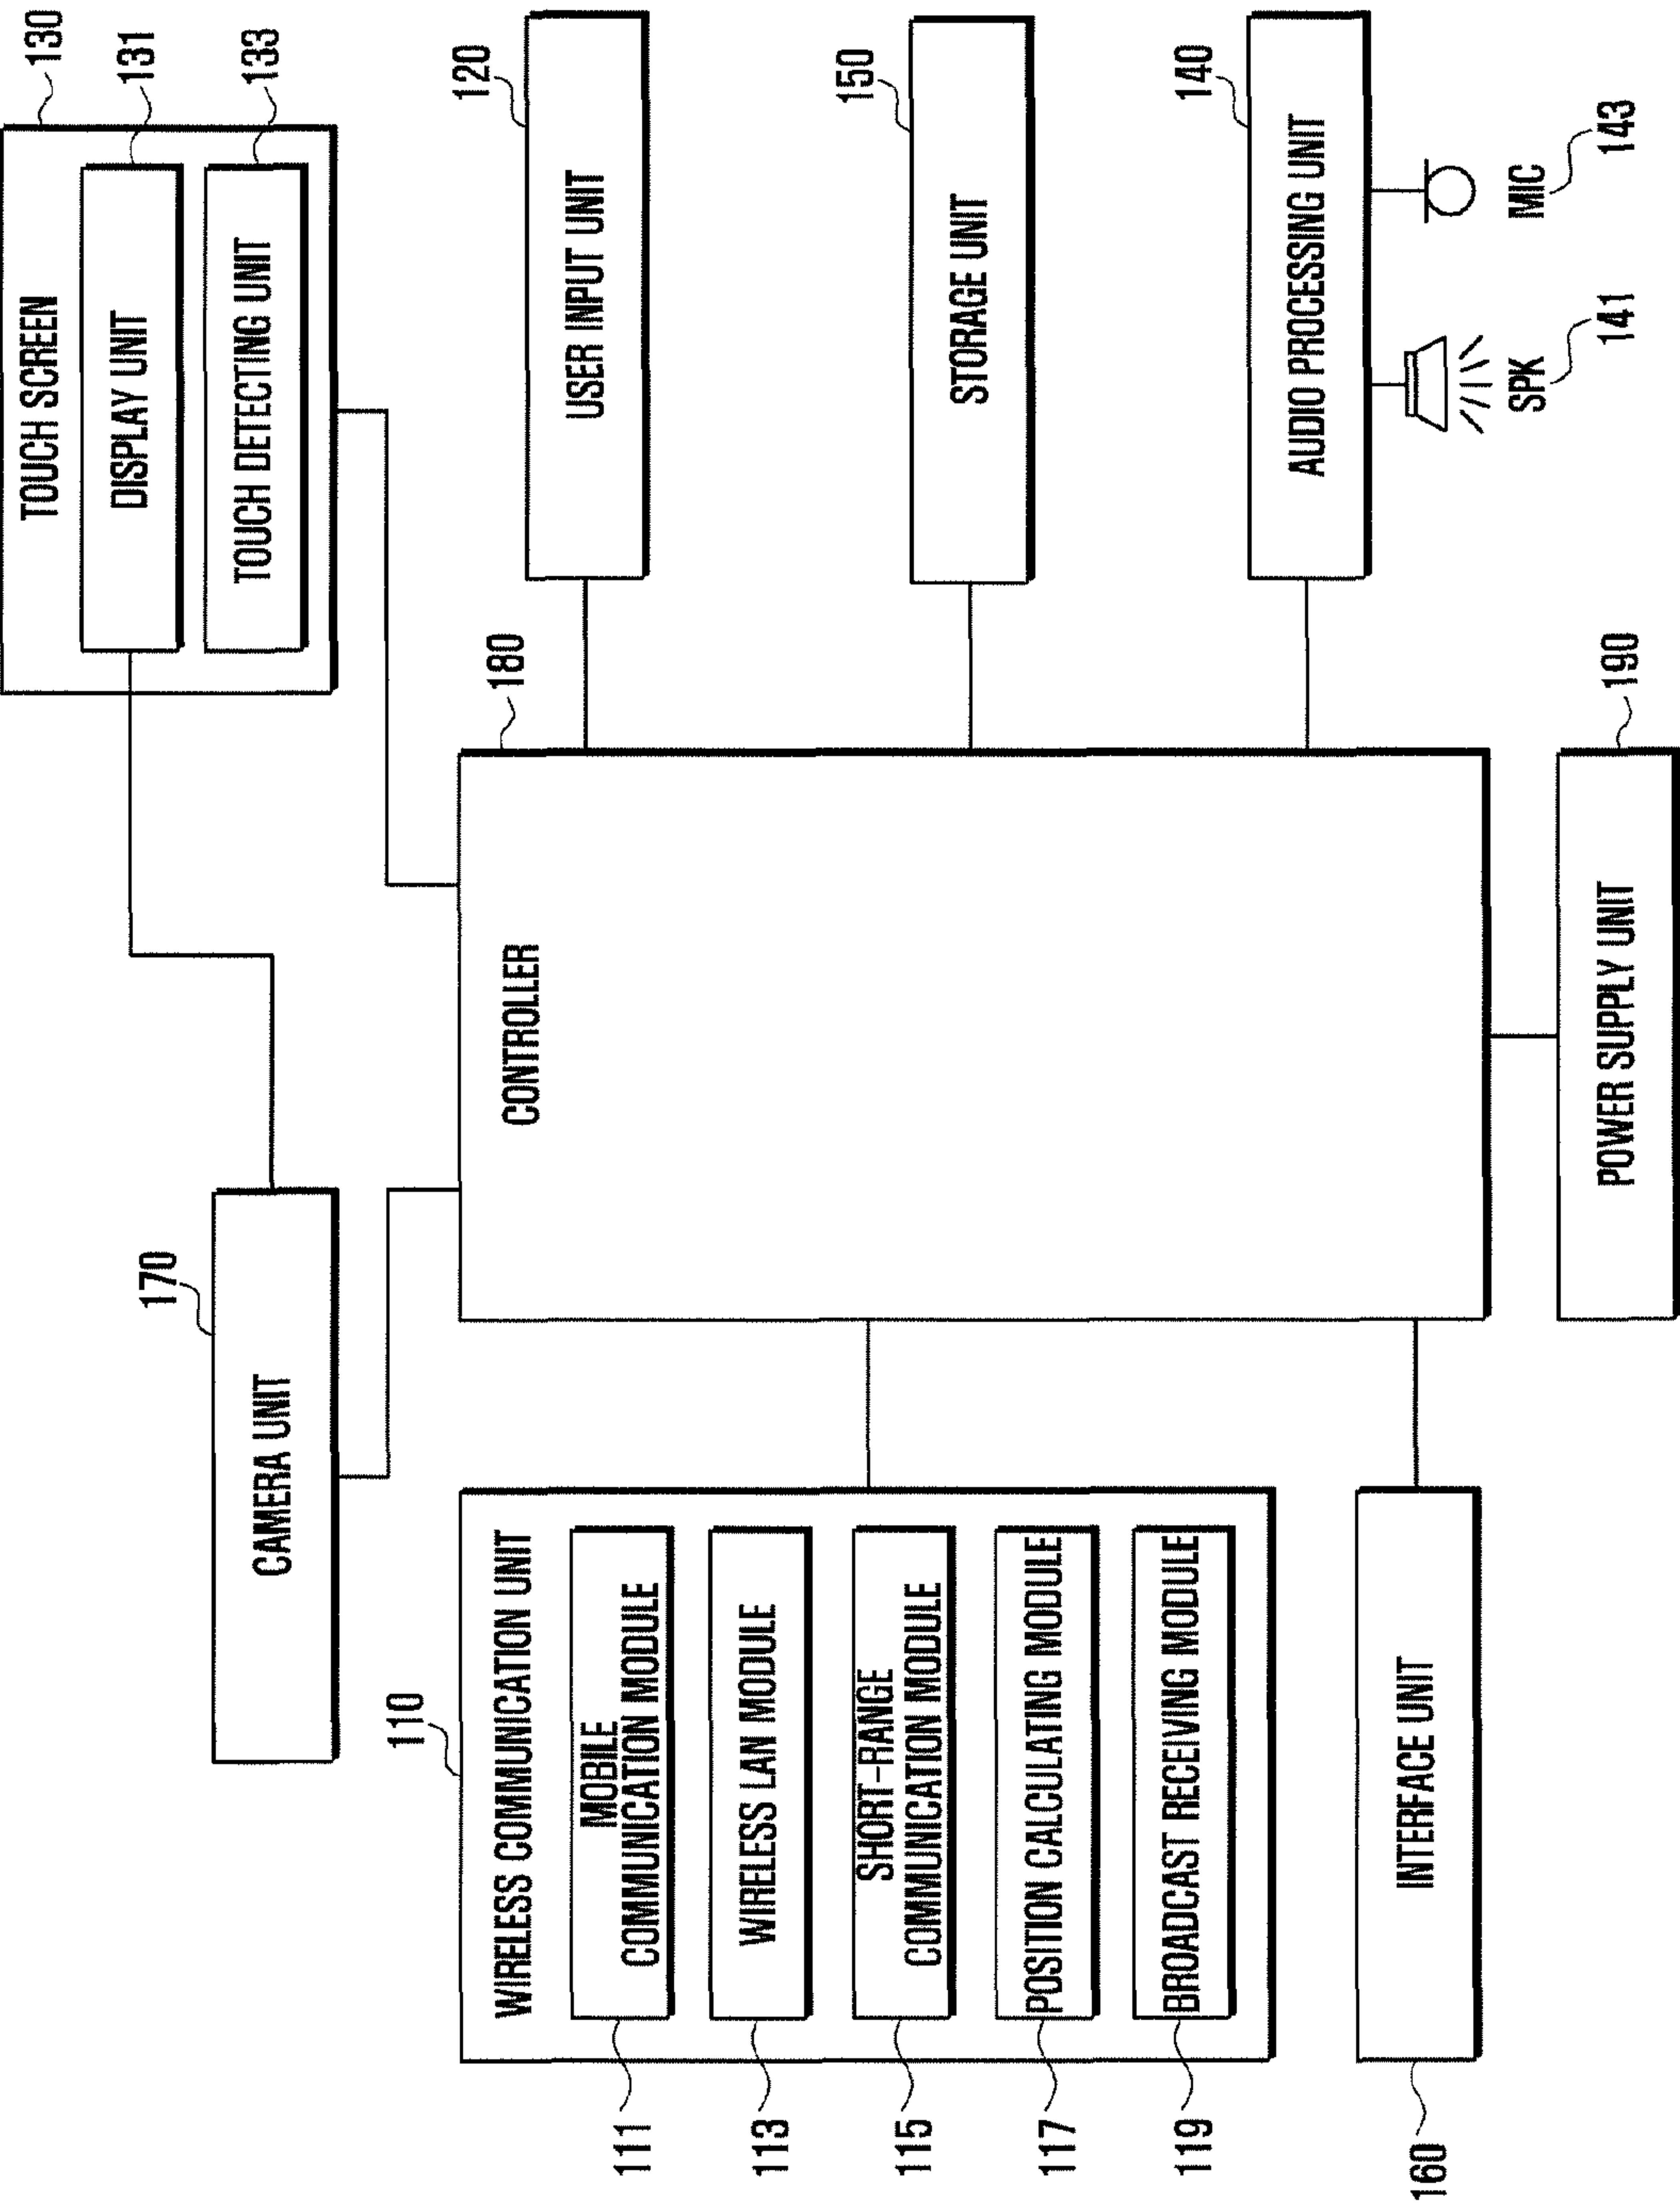 170
CAMERA UNIT
130
TOUCH SCREEN
131
DISPLAY UNIT
133
TOUCH DETECTING UNIT
110
WIRELESS COMMUNICATION UNIT
111
MOBILE
COMMUNICATION MODULE
113
WIRELESS LAN MODULE
115
SHORT-RANGE
COMMUNICATION MODULE
117
POSITION CALCULATING MODULE
119
BROADCAST RECEIVING MODULE
160
INTERFACE UNIT
180
CONTROLLER
120
USER INPUT UNIT
150
STORAGE UNIT
140
AUDIO PROCESSING UNIT
SPK
141
MIC
143
190
POWER SUPPLY UNIT